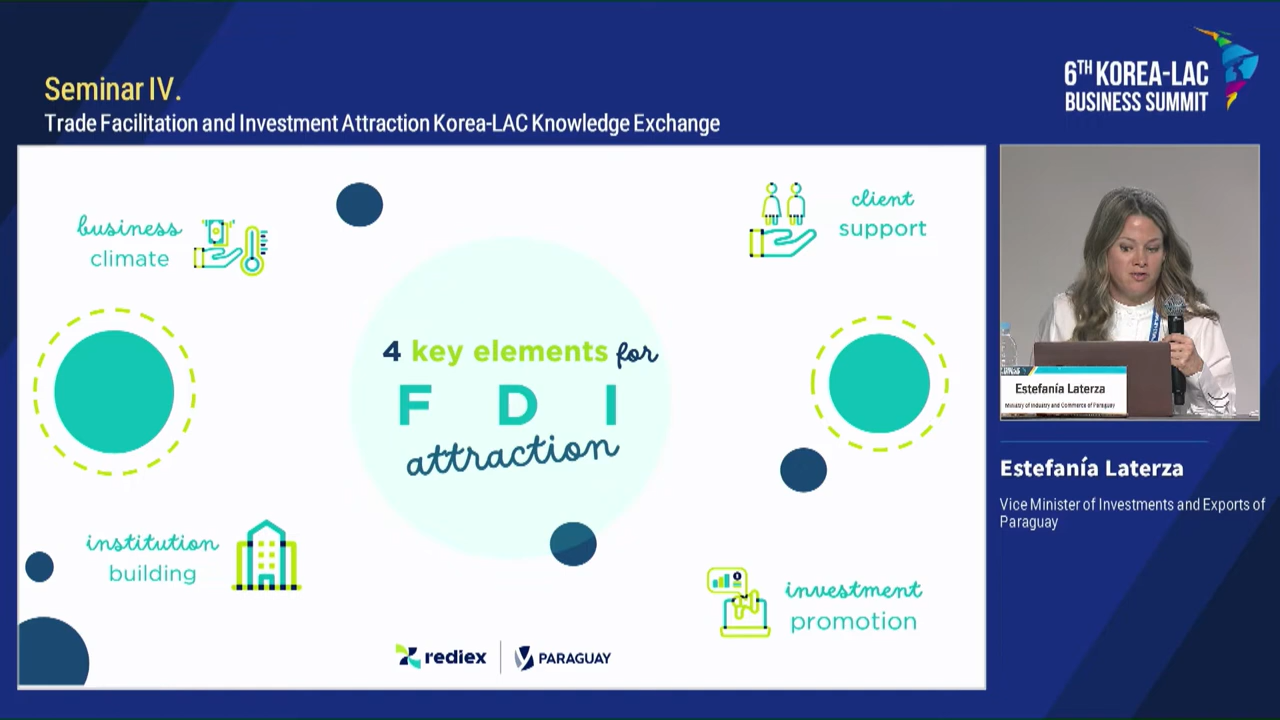 Seminar IV.
Trade Facilitation and Investment Attraction Korea-LAC Knowledge Exchange
6TH KOREA-LAC
BUSINESS SUMMIT
business
climate
client
support
4 key elements for
F D I
attraction
institution
building
investment
promotion
rediex
PARAGUAY
Estefanía Laterza
Ministry of Industry and Commerce of Paraguay
Estefanía Laterza
Vice Minister of Investments and Exports of
Paraguay